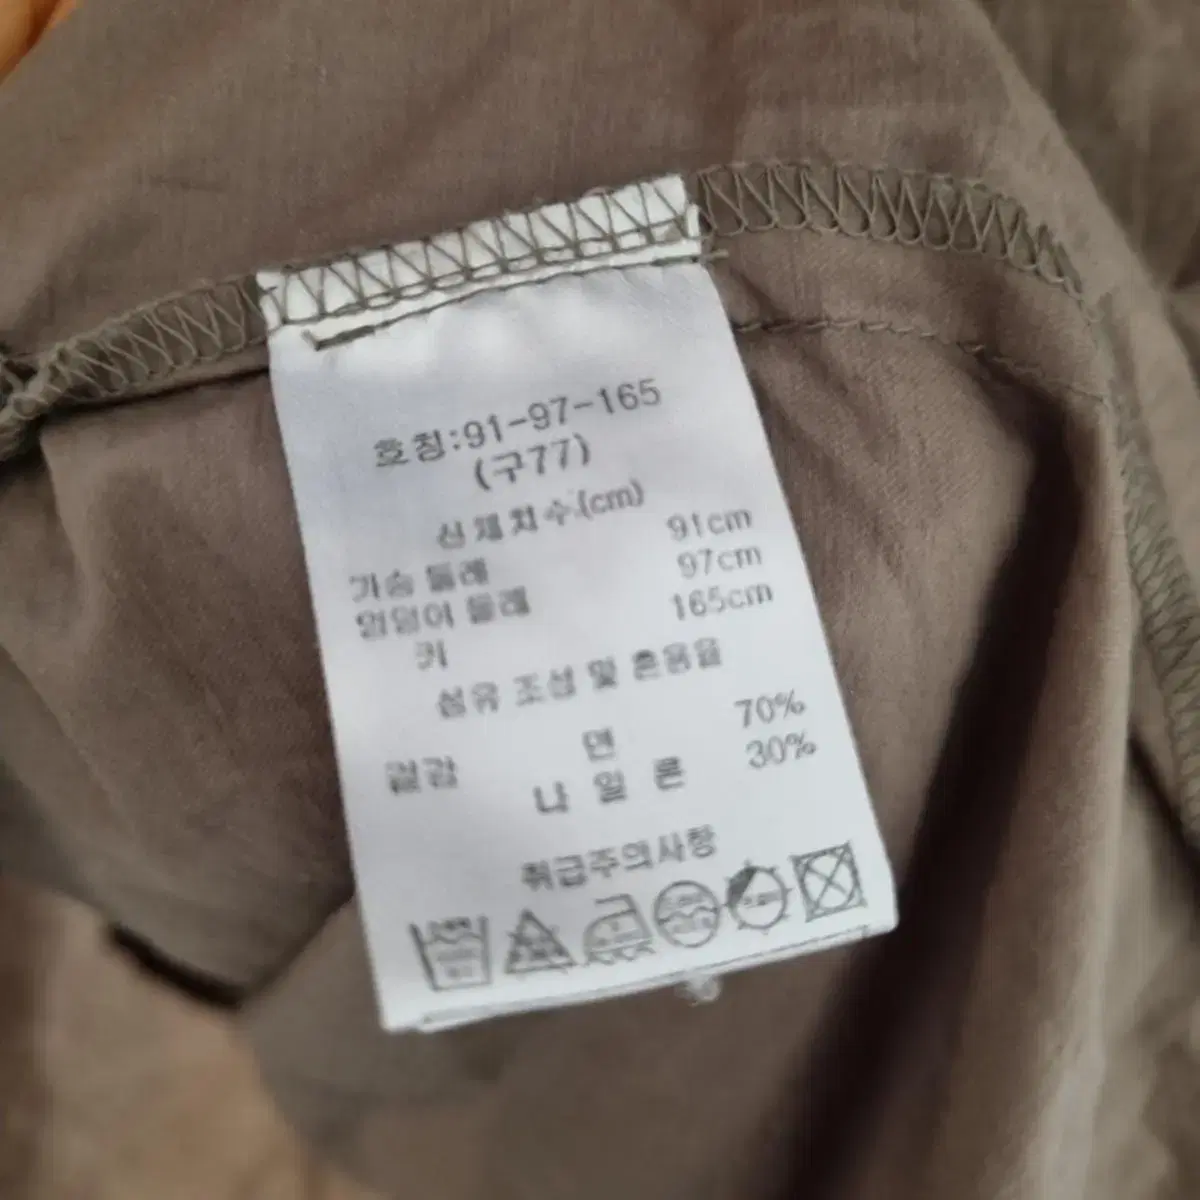 호칭:91-97-165
(구77)
신체치수:(cm)
가슴 둘레 91cm
엉덩이 둘레 97cm
키 165cm
섬유 조성 및 혼용율
겉감 면 70%
나 일 론 30%
취급주의사항